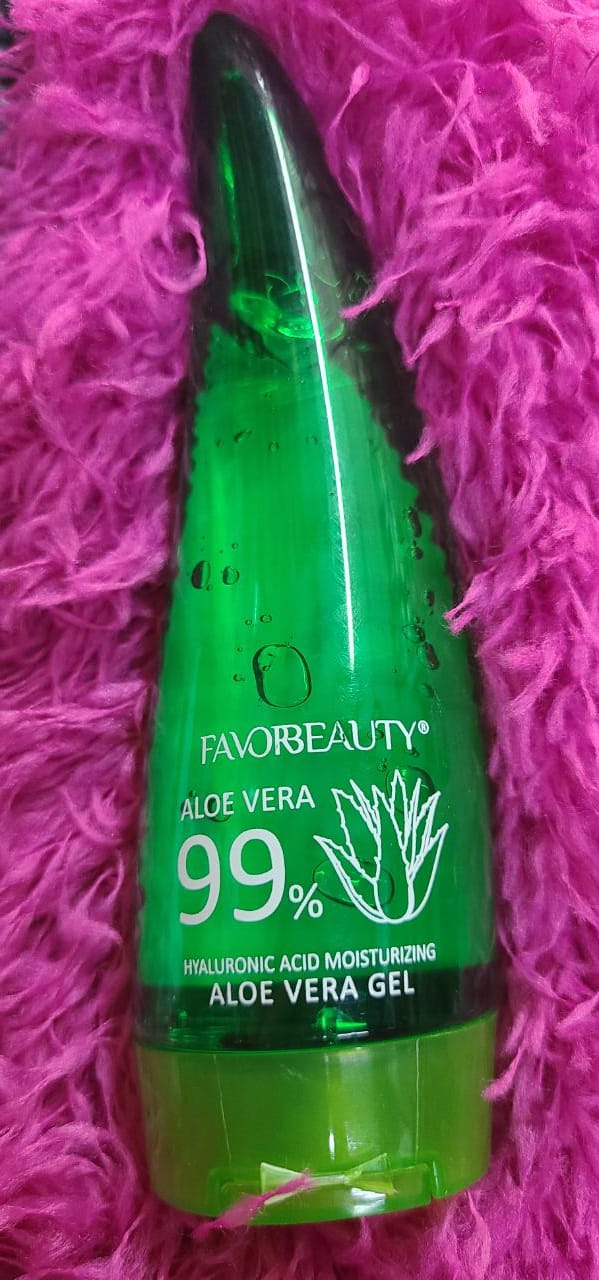 FAVORBEAUTY®
ALOE VERA
99%
HYALURONIC ACID MOISTURIZING
ALOE VERA GEL